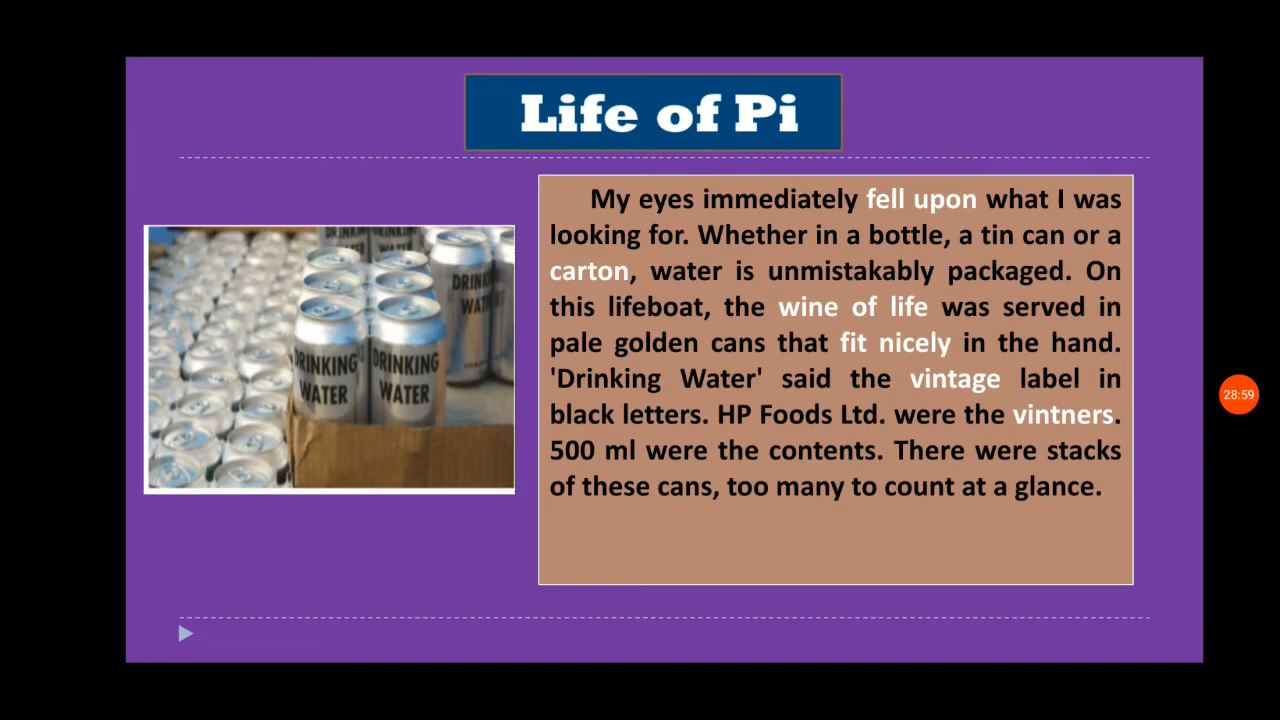 Life of Pi
My eyes immediately fell upon what I was
looking for. Whether in a bottle, a tin can or a
carton, water is unmistakably packaged. On
this lifeboat, the wine of life was served in
pale golden cans that fit nicely in the hand.
'Drinking Water' said the vintage label in
black letters. HP Foods Ltd. were the vintners.
500 ml were the contents. There were stacks
of these cans, too many to count at a glance.
DRINKING
WATER
DRINKING
WATER
28:59